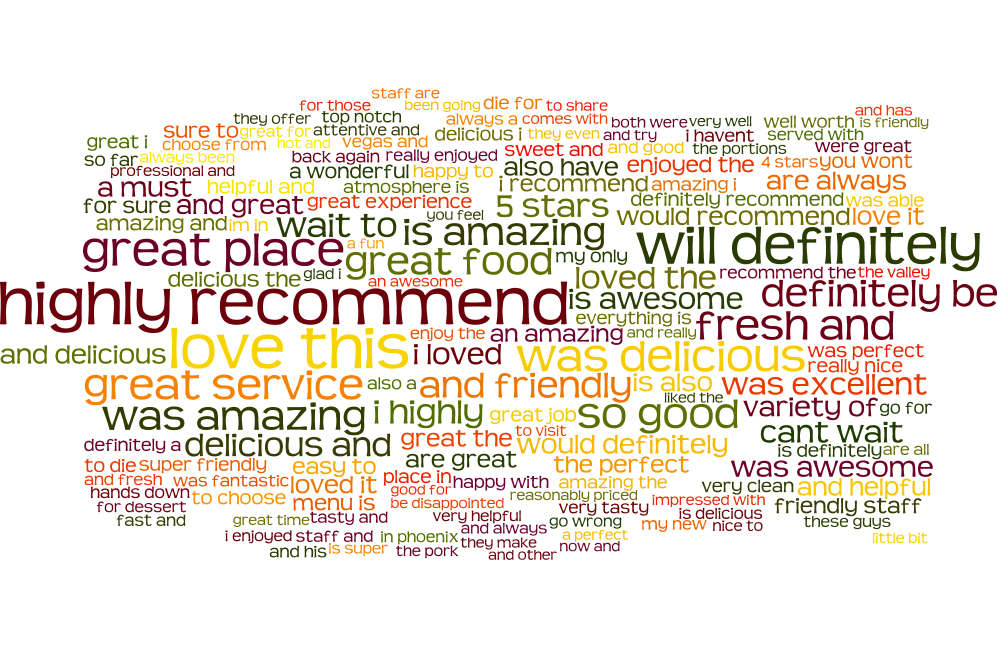 staff are
for those
been going
die for
to share
and has
they offer
top notch
always a
comes with
both were
very well
well worth
is friendly
sure to
great for
attentive and
delicious i
they even
and try
i havent
served with
great i
choose from
hot and
vegas and
sweet and
and good
the portions
were great
so far
always been
back again
really enjoyed
also have
enjoyed the
4 stars
you wont
professional and
a wonderful
happy to
a must
helpful and
atmosphere is
i recommend
amazing i
are always
for sure
and great
great experience
5 stars
definitely recommend
was able
amazing and
im in
wait to
you feel
is amazing
would recommend
love it
great place
a fun
great food
my only
will definitely
delicious the
glad i
an awesome
loved the
recommend the
the valley
highly recommend
is awesome
definitely be
everything is
love this
enjoy the
an amazing
and really
fresh and
and delicious
i loved
was delicious
was perfect
really nice
great service
also a
and friendly
is also
liked the
was excellent
was amazing
i highly
great job
so good
variety of
go for
definitely a
delicious and
great the
to visit
would definitely
cant wait
is definitely
are all
to die
super friendly
easy to
are great
the perfect
was awesome
and fresh
was fantastic
loved it
place in
happy with
amazing the
very clean
and helpful
hands down
to choose
menu is
good for
be disappointed
reasonably priced
impressed with
friendly staff
for dessert
very tasty
is delicious
fast and
great time
tasty and
very helpful
and always
go wrong
my new
nice to
these guys
i enjoyed
staff and
in phoenix
they make
a perfect
little bit
and his
is super
the pork
and other
now and